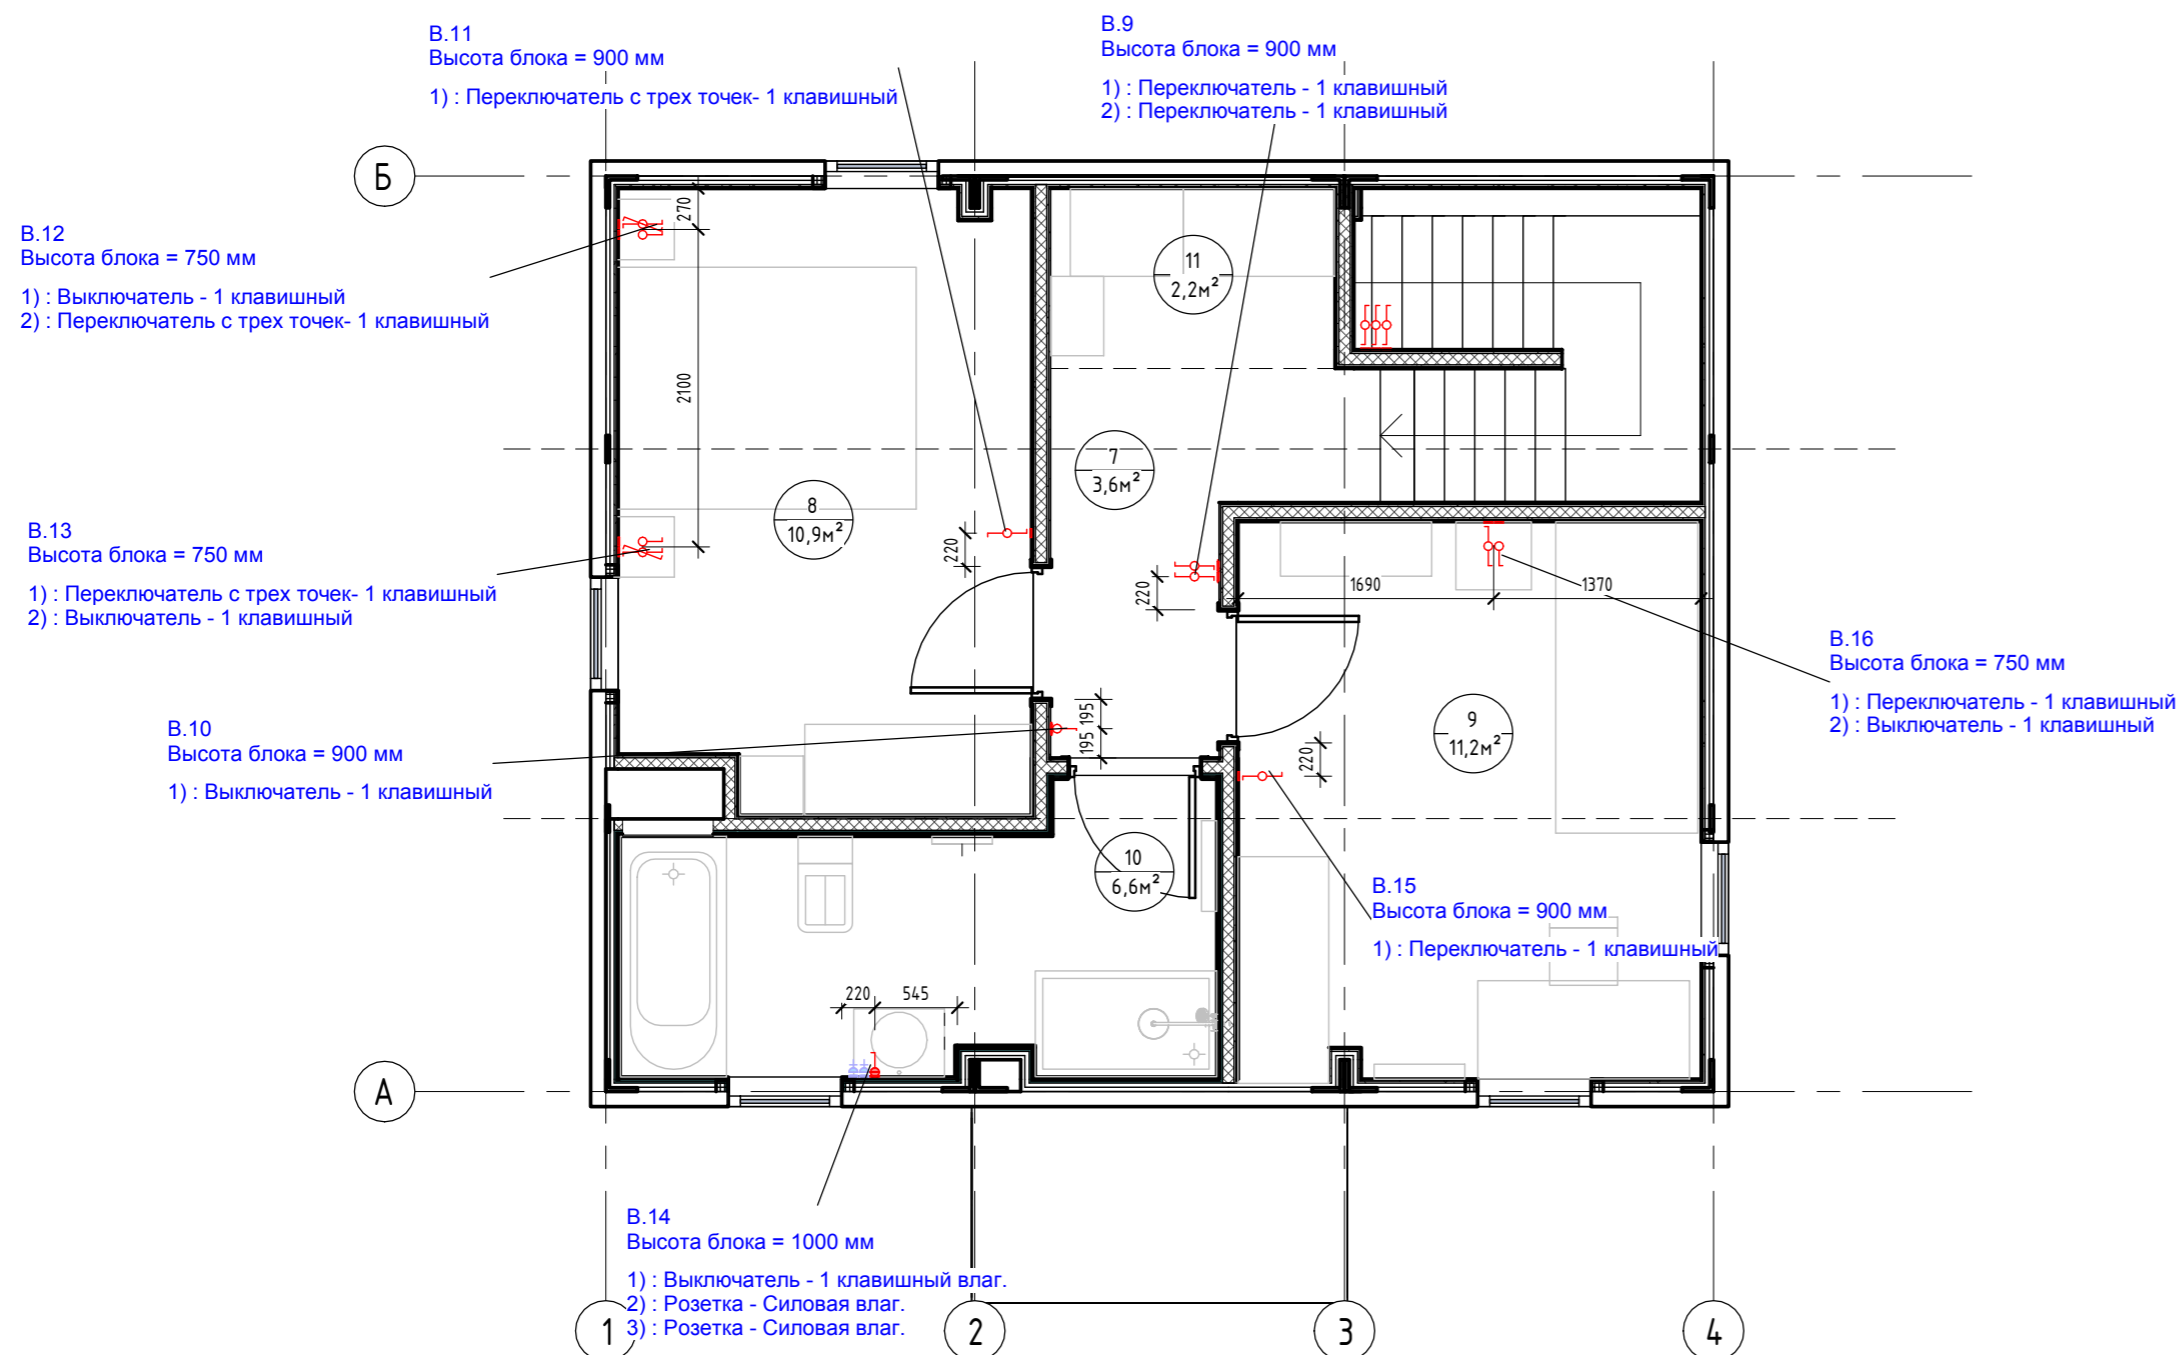 В.11
Высота блока = 900 мм
1) : Переключатель с трех точек- 1 клавишный
В.9
Высота блока = 900 мм
1) : Переключатель - 1 клавишный
2) : Переключатель - 1 клавишный
Б
270
В.12
Высота блока = 750 мм
1) : Выключатель - 1 клавишный
2) : Переключатель с трех точек- 1 клавишный
11
2,2м²
2100
7
3,6м²
8
10,9м²
В.13
Высота блока = 750 мм
1) : Переключатель с трех точек- 1 клавишный
2) : Выключатель - 1 клавишный
220
220
1690
1370
В.16
Высота блока = 750 мм
1) : Переключатель - 1 клавишный
2) : Выключатель - 1 клавишный
195
195
9
11,2м²
220
В.10
Высота блока = 900 мм
1) : Выключатель - 1 клавишный
10
6,6м²
В.15
Высота блока = 900 мм
1) : Переключатель - 1 клавишный
220
545
А
В.14
Высота блока = 1000 мм
1) : Выключатель - 1 клавишный влаг.
2) : Розетка - Силовая влаг.
3) : Розетка - Силовая влаг.
1
2
3
4